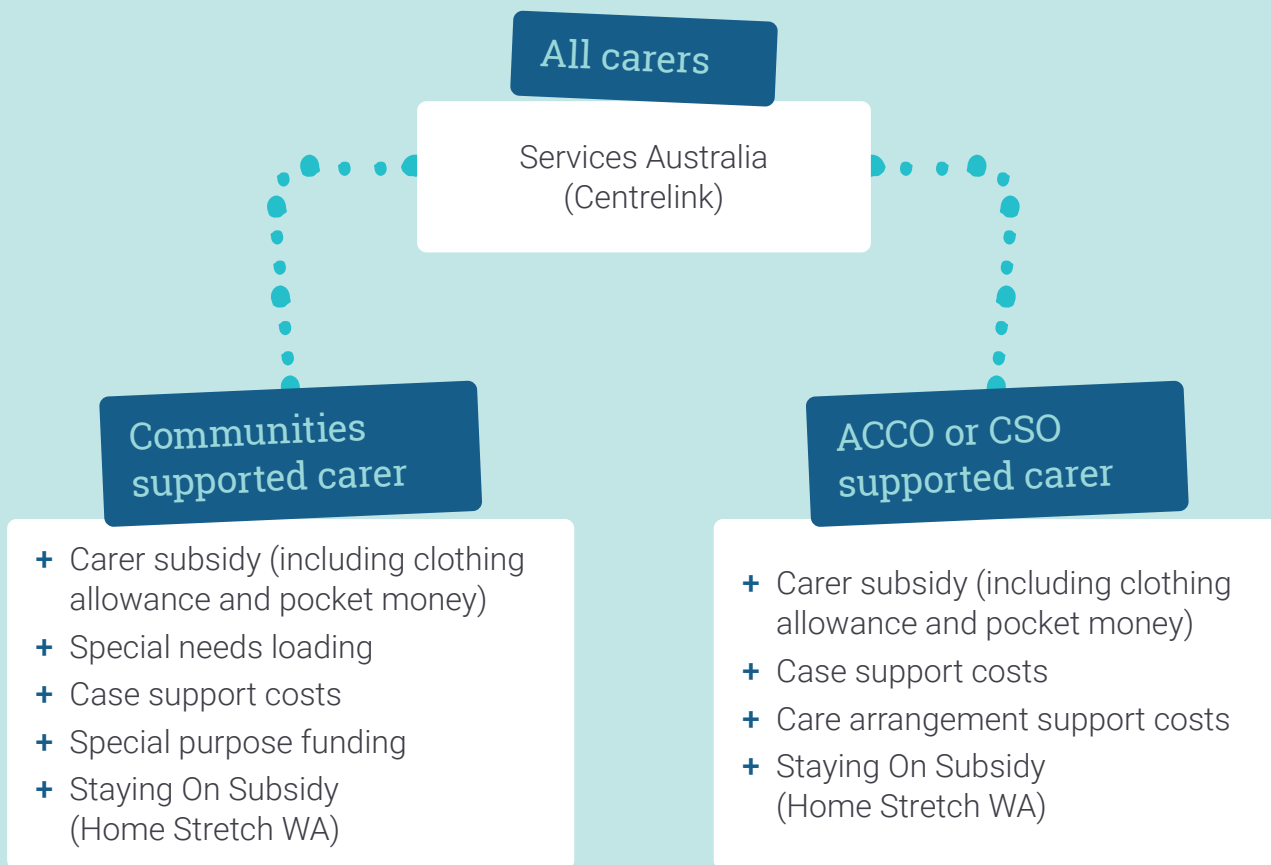 All carers
Services Australia
(Centrelink)
Communities
supported carer
+ Carer subsidy (including clothing
allowance and pocket money)
+ Special needs loading
+ Case support costs
+ Special purpose funding
+ Staying On Subsidy
(Home Stretch WA)
ACCO or CSO
supported carer
+ Carer subsidy (including clothing
allowance and pocket money)
+ Case support costs
+ Care arrangement support costs
+ Staying On Subsidy
(Home Stretch WA)